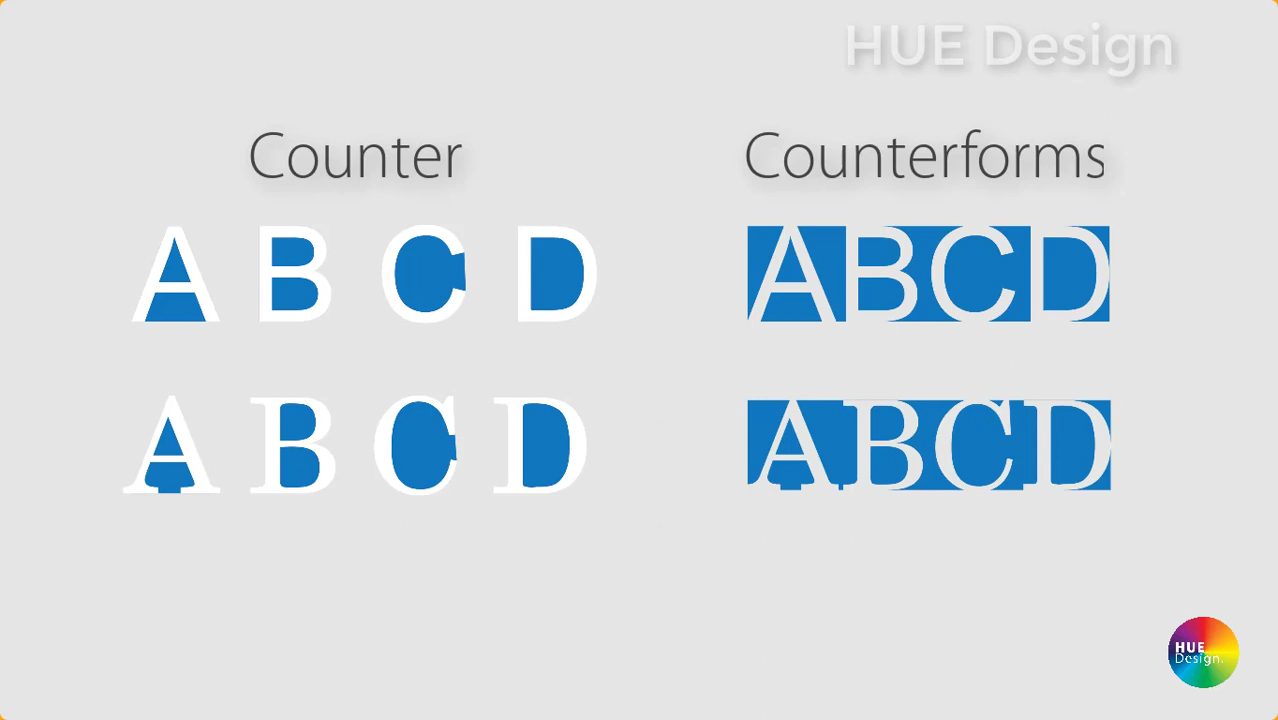 HUE Design
Counter
Counterforms
A B C D
ABCD
A B C D
ABCD
HUE
Design.